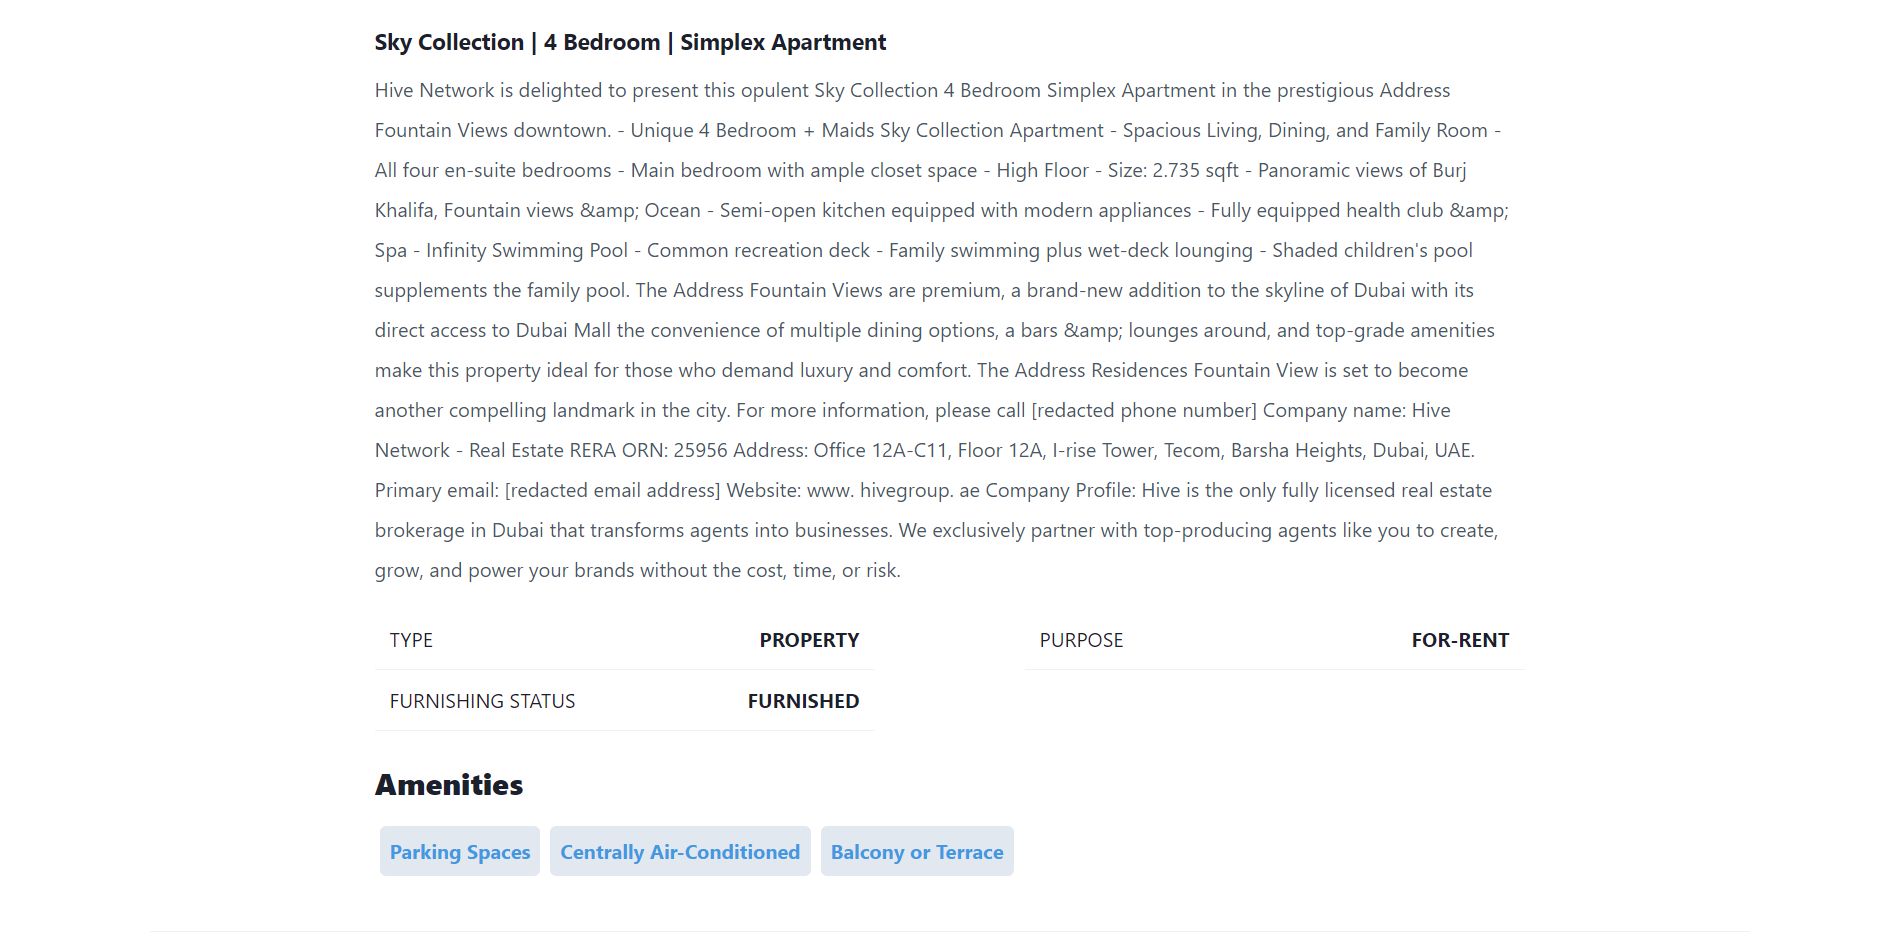 Sky Collection | 4 Bedroom | Simplex Apartment
Hive Network is delighted to present this opulent Sky Collection 4 Bedroom Simplex Apartment in the prestigious Address
Fountain Views downtown. - Unique 4 Bedroom + Maids Sky Collection Apartment - Spacious Living, Dining, and Family Room -
All four en-suite bedrooms - Main bedroom with ample closet space - High Floor - Size: 2.735 sqft - Panoramic views of Burj
Khalifa, Fountain views &amp; Ocean - Semi-open kitchen equipped with modern appliances - Fully equipped health club &amp;
Spa - Infinity Swimming Pool - Common recreation deck - Family swimming plus wet-deck lounging - Shaded children's pool
supplements the family pool. The Address Fountain Views are premium, a brand-new addition to the skyline of Dubai with its
direct access to Dubai Mall the convenience of multiple dining options, a bars &amp; lounges around, and top-grade amenities
make this property ideal for those who demand luxury and comfort. The Address Residences Fountain View is set to become
another compelling landmark in the city. For more information, please call [redacted phone number] Company name: Hive
Network - Real Estate RERA ORN: 25956 Address: Office 12A-C11, Floor 12A, I-rise Tower, Tecom, Barsha Heights, Dubai, UAE.
Primary email: [redacted email address] Website: www. hivegroup. ae Company Profile: Hive is the only fully licensed real estate
brokerage in Dubai that transforms agents into businesses. We exclusively partner with top-producing agents like you to create,
grow, and power your brands without the cost, time, or risk.
TYPE PROPERTY PURPOSE FOR-RENT
FURNISHING STATUS FURNISHED
Amenities
Parking Spaces Centrally Air-Conditioned Balcony or Terrace